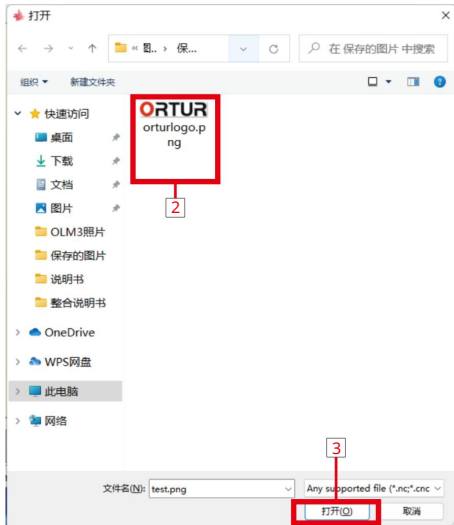 打开
« 图.. › 保...
在 保存的图片 中搜索
组织
新建文件夹
快速访问
桌面
下载
文档
图片
OLM3照片
保存的图片
说明书
整合说明书
OneDrive
WPS网盘
此电脑
网络
ORTUR
orturlogo.p
ng
2
3
文件名(N): test.png
Any supported file (*.nc;*.cnc
打开(O)
取消